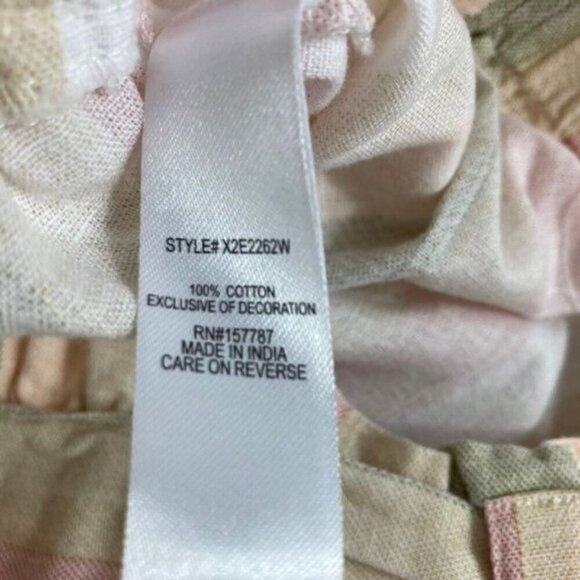 STYLE# X2E2262W
100% COTTON
EXCLUSIVE OF DECORATION
RN#157787
MADE IN INDIA
CARE ON REVERSE